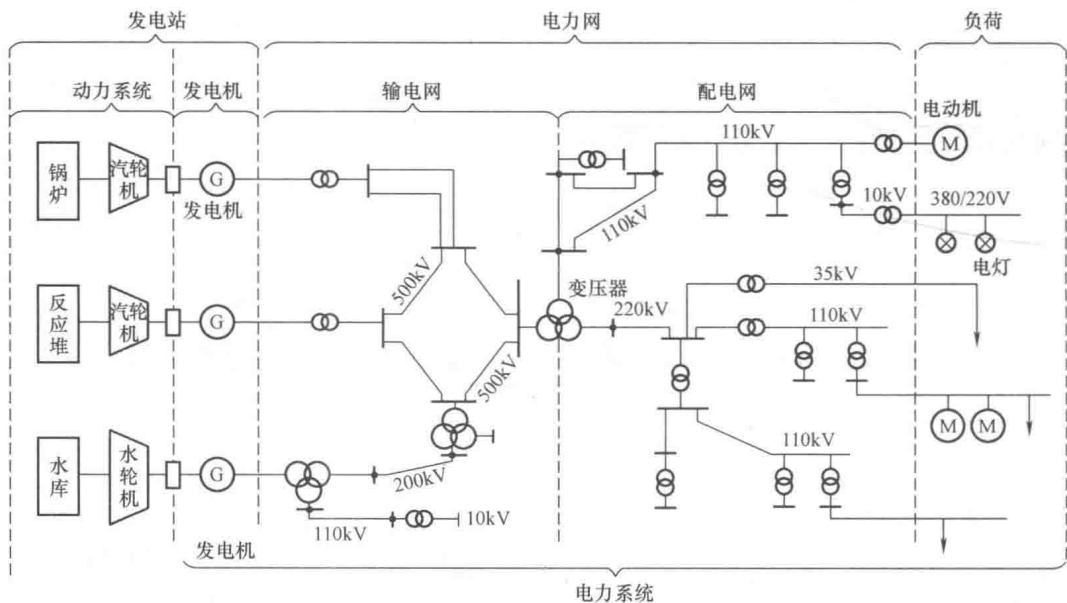 发电站
电力网
负荷
动力系统
发电机
输电网
配电网
电动机
110kV
M
锅炉
汽轮机
G
发电机
110kV
10kV
380/220V
电灯
500kV
变压器
35kV
反应堆
汽轮机
G
220kV
110kV
500kV
M
M
水库
水轮机
G
200kV
110kV
110kV
10kV
发电机
电力系统